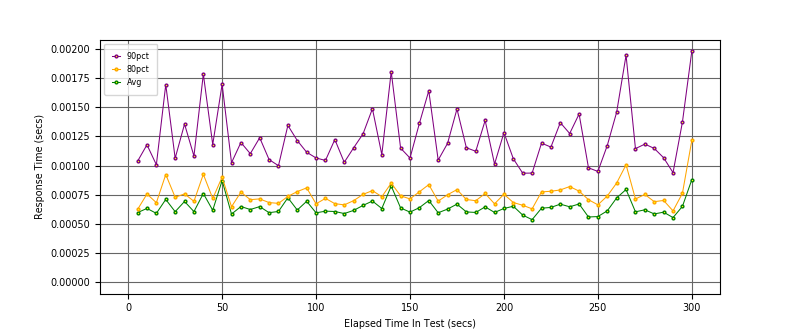 0.00200
0.00175
0.00150
0.00125
0.00100
0.00075
0.00050
0.00025
0.00000
Response Time (secs)
90pct
80pct
Avg
0 50 100 150 200 250 300
Elapsed Time In Test (secs)